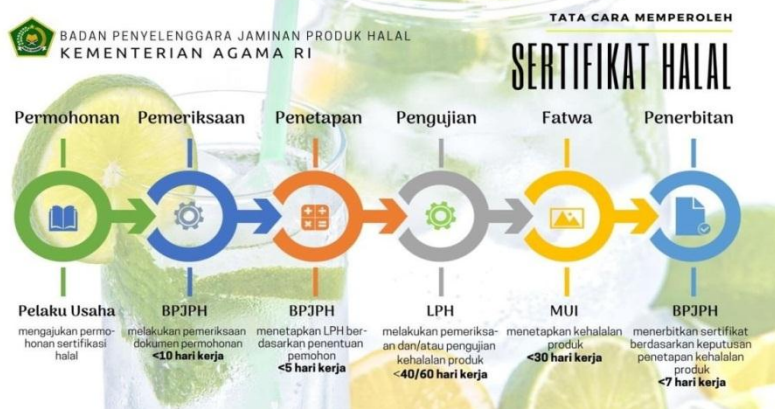 BADAN PENYELENGGARA JAMINAN PRODUK HALAL
KEMENTERIAN AGAMA RI
TATA CARA MEMPEROLEH
SERTIFIKAT HALAL
Permohonan
Pemeriksaan
Penetapan
Pengujian
Fatwa
Penerbitan
Pelaku Usaha
mengajukan permo-
honan sertifikasi
halal
BPJPH
melakukan pemeriksaan
dokumen permohonan
<10 hari kerja
BPJPH
menetapkan LPH ber-
dasarkan penentuan
pemohon
<5 hari kerja
LPH
melakukan pemeriksa-
an dan/atau pengujian
kehalalan produk
<40/60 hari kerja
MUI
menetapkan kehalalan
produk
<30 hari kerja
BPJPH
menerbitkan sertifikat
berdasarkan keputusan
penetapan kehalalan
produk
<7 hari kerja